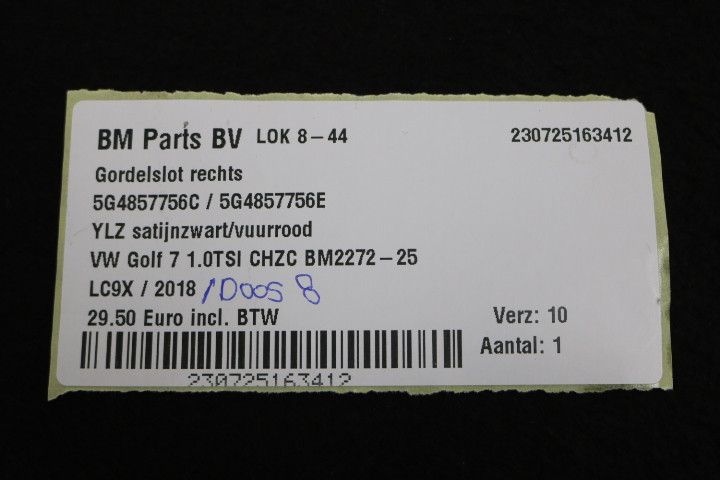 BM Parts BV LOK 8-44 230725163412
Gordelslot rechts
5G4857756C / 5G4857756E
YLZ satijnzwart/vuurrood
VW Golf 7 1.0TSI CHZC BM2272-25
LC9X / 2018 /Doos 8
29.50 Euro incl. BTW Verz: 10
Aantal: 1
230725163412